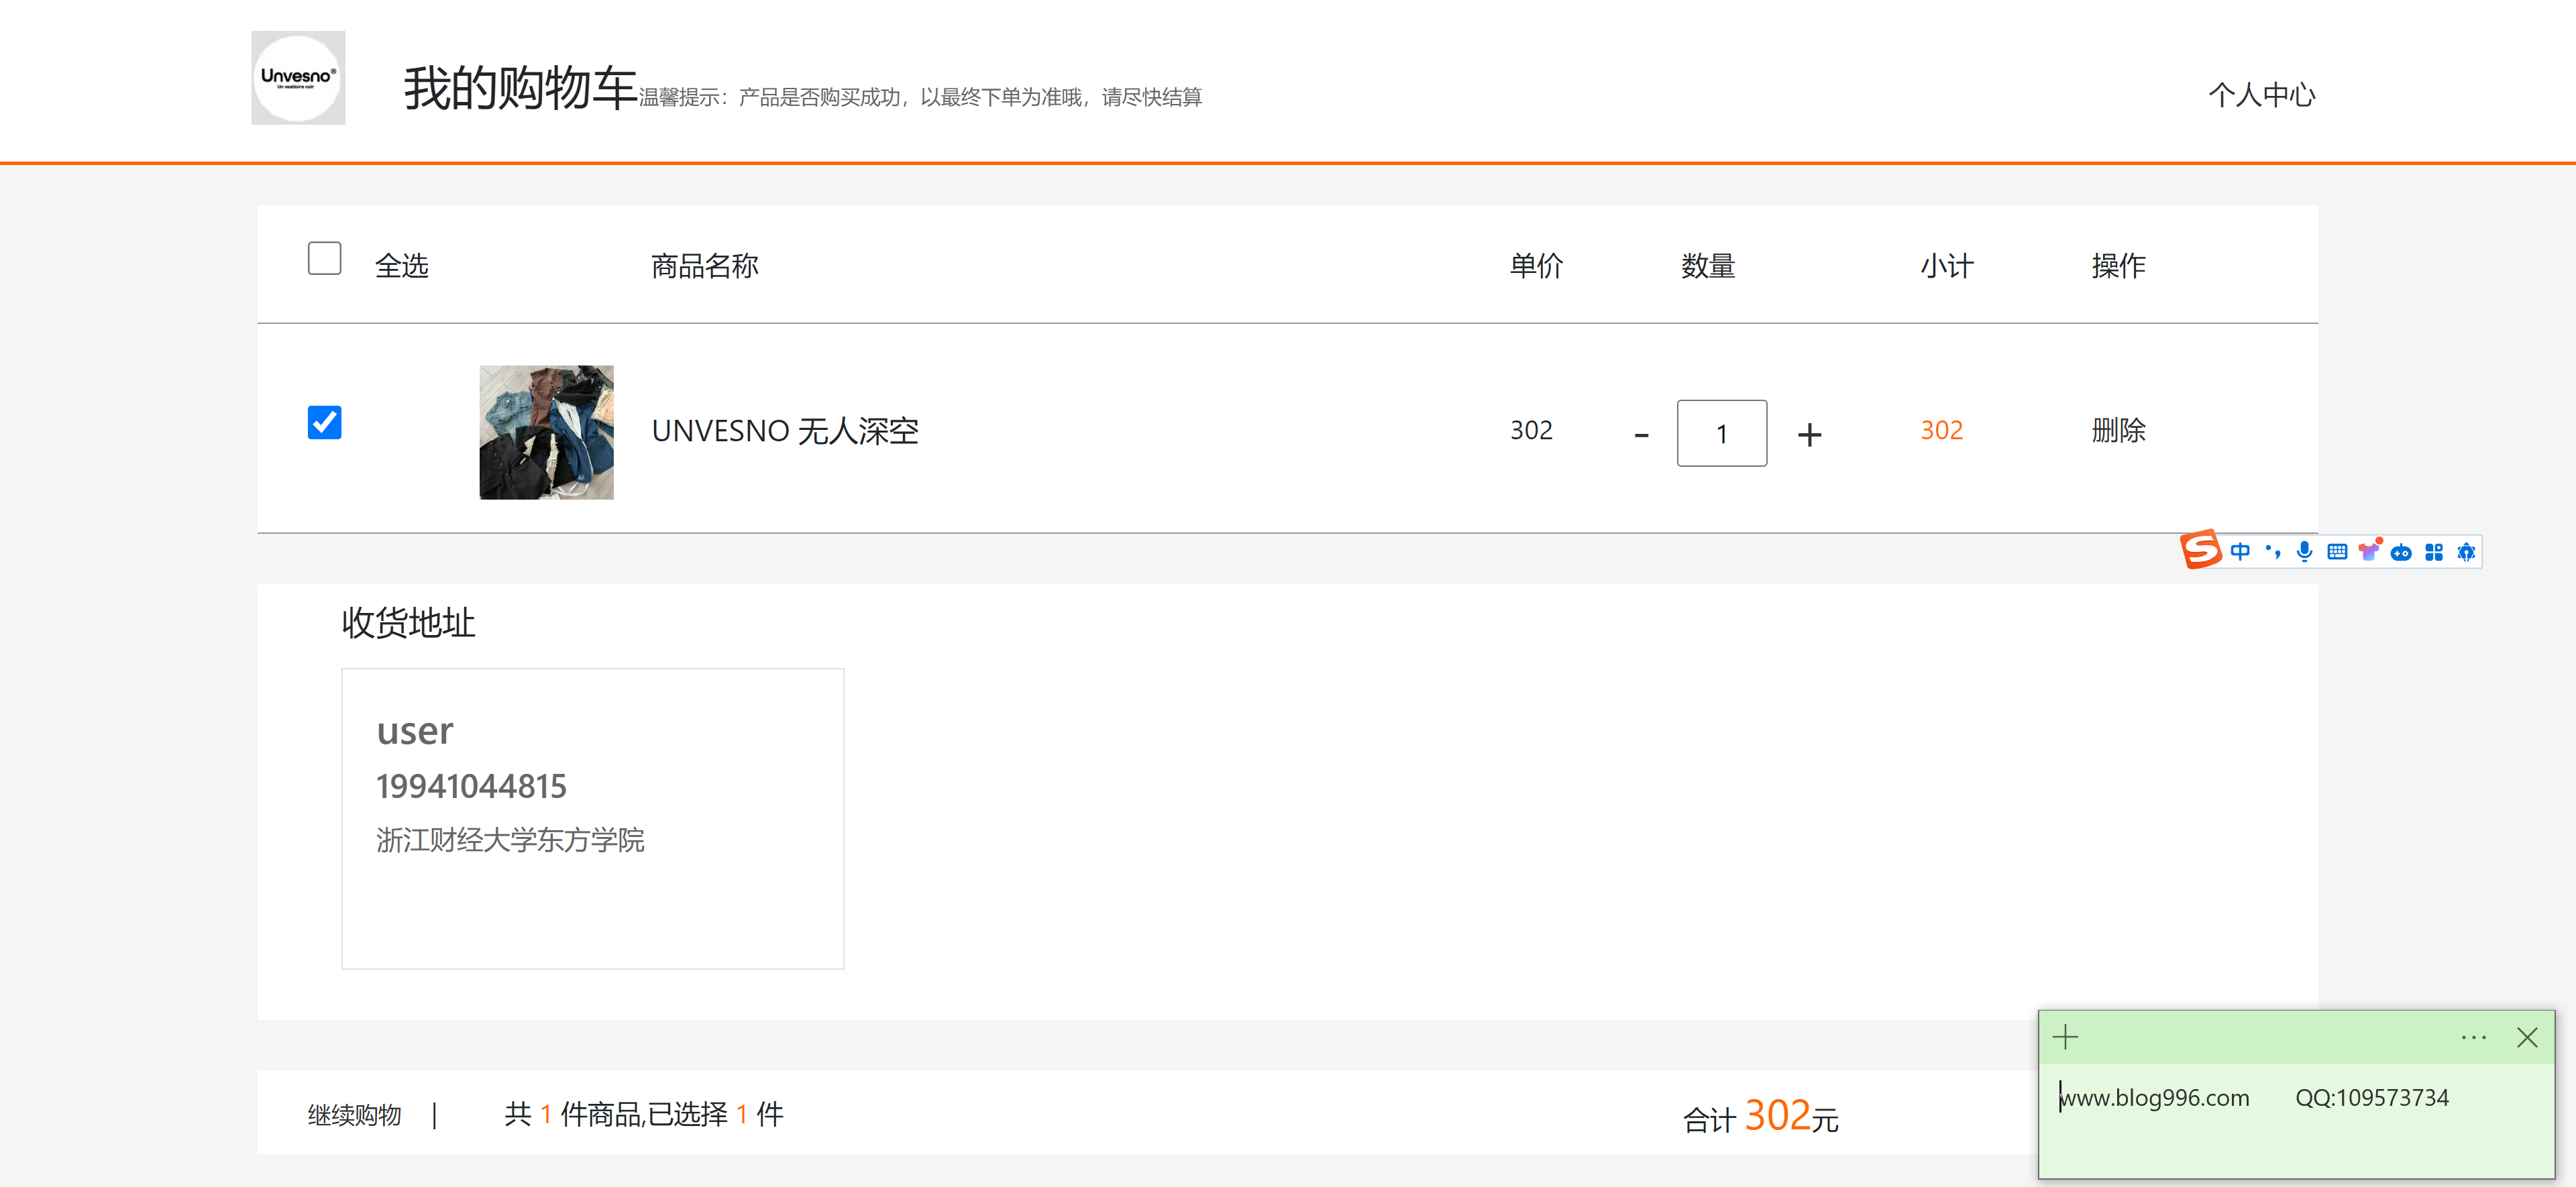 Unvesno®
Un vestiaire noir
我的购物车温馨提示：产品是否购买成功，以最终下单为准哦，请尽快结算
个人中心
全选 商品名称 单价 数量 小计 操作
UNVESNO 无人深空 302 - 1 + 302 删除
中
收货地址
user
19941044815
浙江财经大学东方学院
www.blog996.com QQ:109573734
继续购物 | 共 1 件商品,已选择 1 件 合计 302元